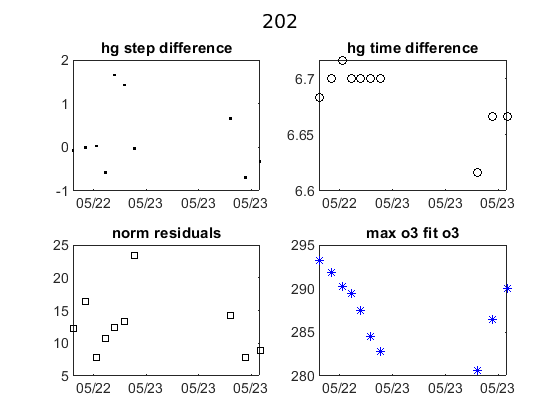 202
hg step difference
hg time difference
2
1
0
-1
05/22 05/23 05/23 05/23
6.7
6.65
6.6
05/22 05/23 05/23 05/23
norm residuals
max o3 fit o3
25
20
15
10
5
05/22 05/23 05/23 05/23
295
290
285
280
05/22 05/23 05/23 05/23